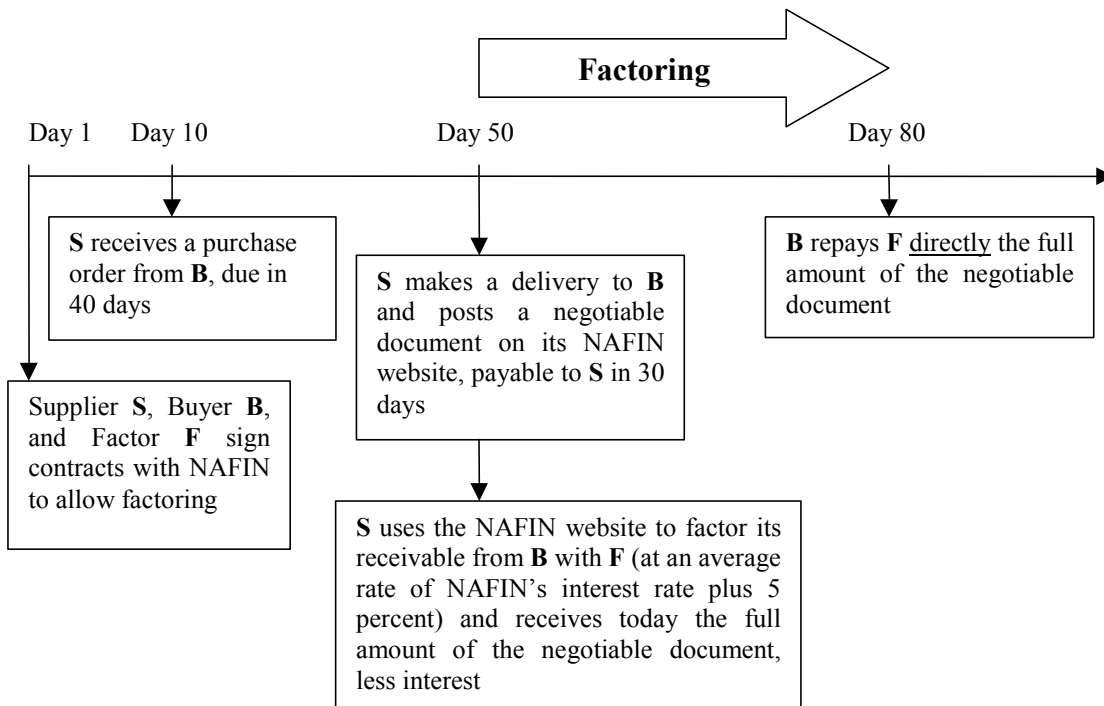 Factoring
Day 1
Day 10
Day 50
Day 80
S receives a purchase
order from B, due in
40 days
S makes a delivery to B
and posts a negotiable
document on its NAFIN
website, payable to S in 30
days
B repays F directly the full
amount of the negotiable
document
Supplier S, Buyer B,
and Factor F sign
contracts with NAFIN
to allow factoring
S uses the NAFIN website to factor its
receivable from B with F (at an average
rate of NAFIN's interest rate plus 5
percent) and receives today the full
amount of the negotiable document,
less interest